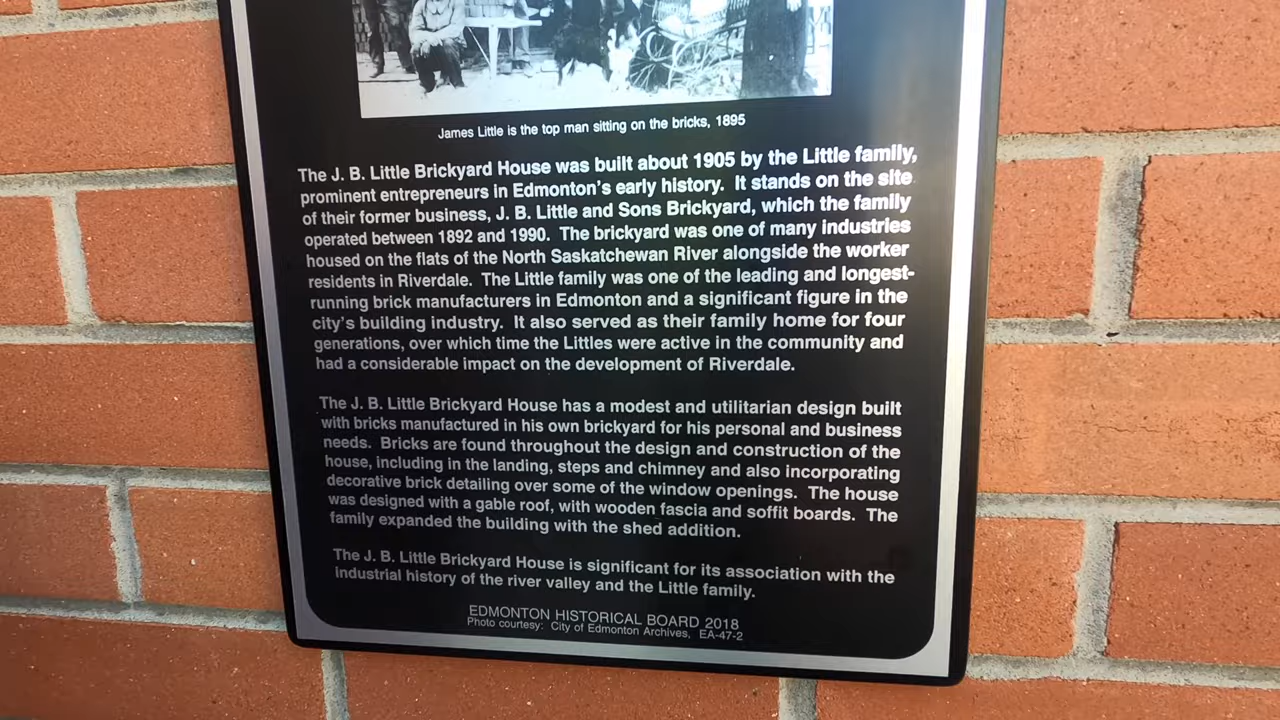 James Little is the top man sitting on the bricks, 1895
The J. B. Little Brickyard House was built about 1905 by the Little family,
prominent entrepreneurs in Edmonton's early history. It stands on the site
of their former business, J. B. Little and Sons Brickyard, which the family
operated between 1892 and 1990. The brickyard was one of many industries
housed on the flats of the North Saskatchewan River alongside the worker
residents in Riverdale. The Little family was one of the leading and longest-
running brick manufacturers in Edmonton and a significant figure in the
city's building industry. It also served as their family home for four
generations, over which time the Littles were active in the community and
had a considerable impact on the development of Riverdale.
The J. B. Little Brickyard House has a modest and utilitarian design built
with bricks manufactured in his own brickyard for his personal and business
needs. Bricks are found throughout the design and construction of the
house, including in the landing, steps and chimney and also incorporating
decorative brick detailing over some of the window openings. The house
was designed with a gable roof, with wooden fascia and soffit boards. The
family expanded the building with the shed addition.
The J. B. Little Brickyard House is significant for its association with the
industrial history of the river valley and the Little family.
EDMONTON HISTORICAL BOARD 2018
Photo courtesy: City of Edmonton Archives, EA-47-2